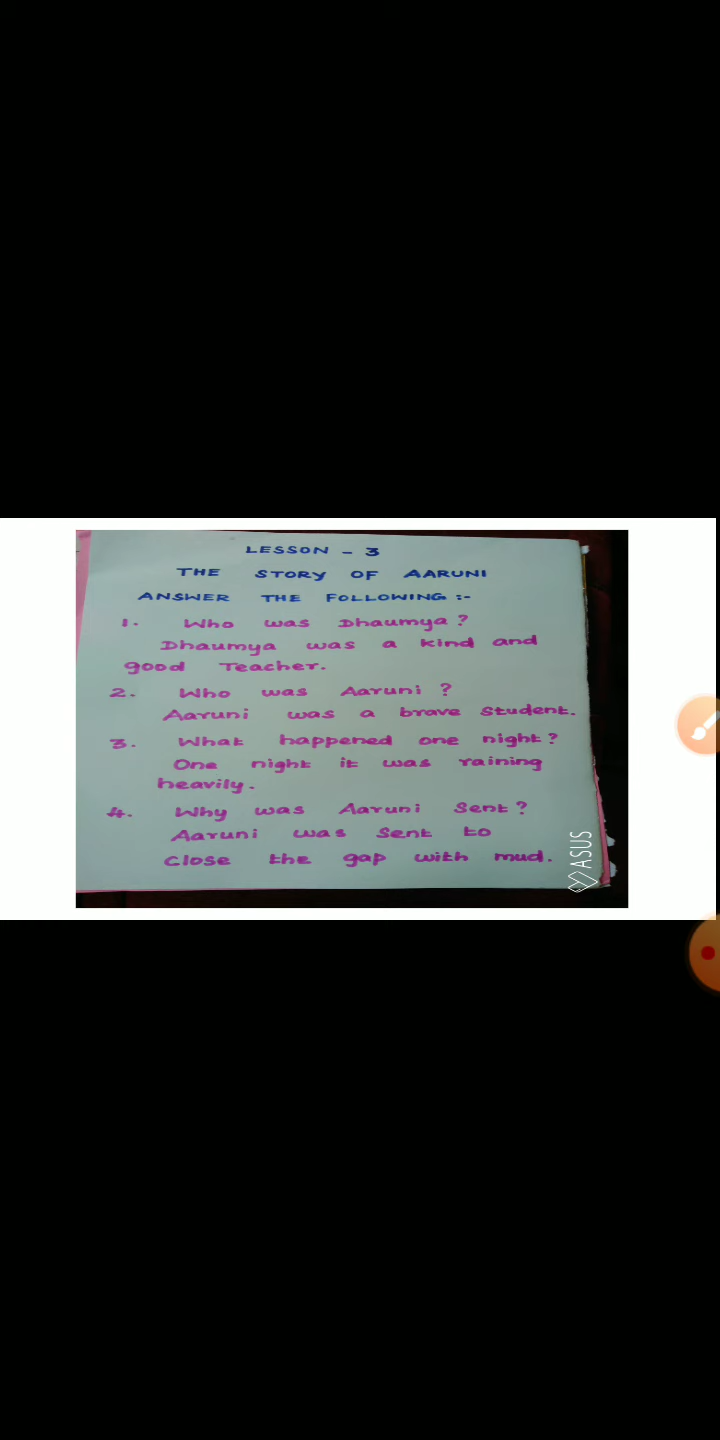 LESSON - 3
THE STORY OF AARUNI
ANSWER THE FOLLOWING :-
1. Who was Dhaumya?
Dhaumya was a kind and
good Teacher.
2. Who was Aaruni?
Aaruni was a brave student.
3. What happened one night?
One night it was raining
heavily.
4. Why was Aaruni sent?
Aaruni was sent to
close the gap with mud.
ASUS